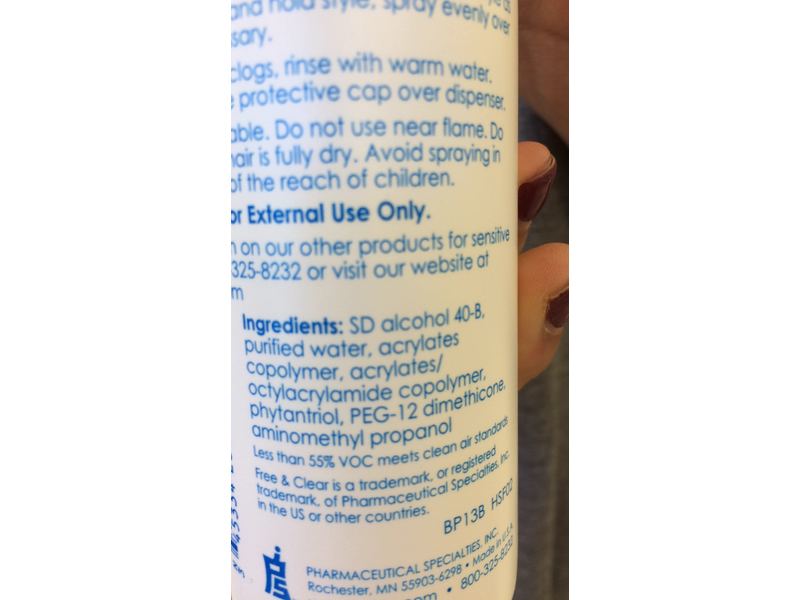 and hold style, spray evenly over
sary.
clogs, rinse with warm water.
protective cap over dispenser.
able. Do not use near flame. Do
hair is fully dry. Avoid spraying in
of the reach of children.
or External Use Only.
n on our other products for sensitive
325-8232 or visit our website at
m
Ingredients: SD alcohol 40-B,
purified water, acrylates
copolymer, acrylates/
octylacrylamide copolymer,
phytantriol, PEG-12 dimethicone,
aminomethyl propanol
Less than 55% VOC meets clean air standards
Free & Clear is a trademark, or registered
trademark, of Pharmaceutical Specialties, Inc.
in the US or other countries.
BP13B HSF02
PHARMACEUTICAL SPECIALTIES, INC.
Rochester, MN 55903-6298 • Made in U.S.A.
.com • 800-325-8232